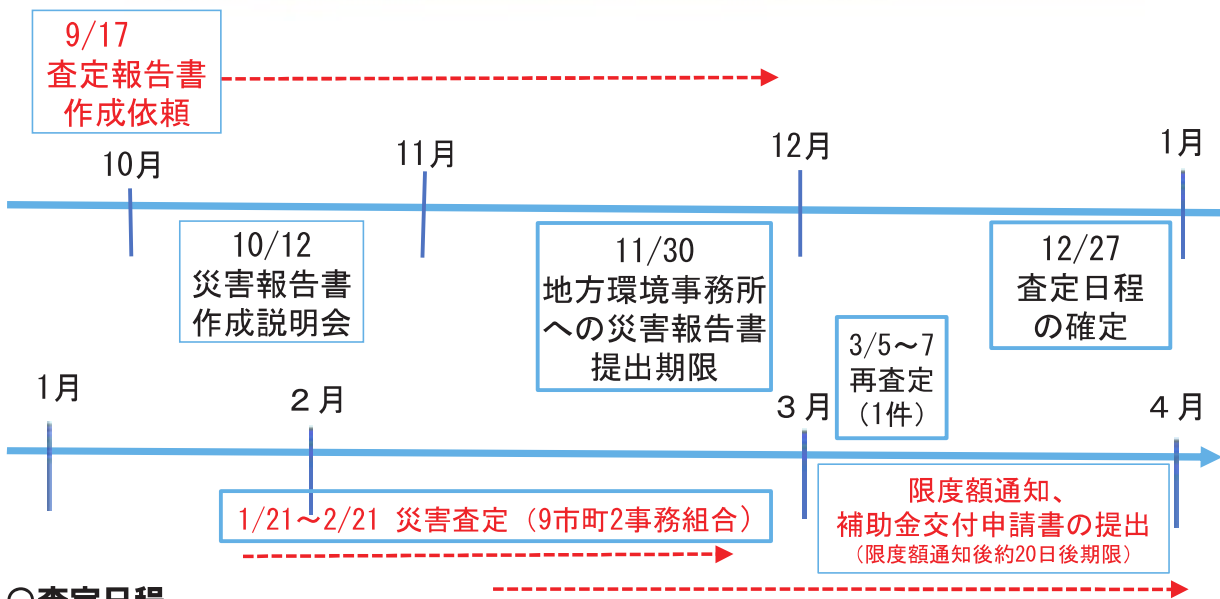 9/17
査定報告書
作成依頼
10月
11月
12月
1月
10/12
災害報告書
作成説明会
11/30
地方環境事務所
への災害報告書
提出期限
12/27
査定日程
の確定
1月
2月
3月
3/5～7
再査定
(1件)
4月
1/21～2/21 災害査定（9市町2事務組合）
限度額通知、
補助金交付申請書の提出
(限度額通知後約20日後期限)
○査定日程